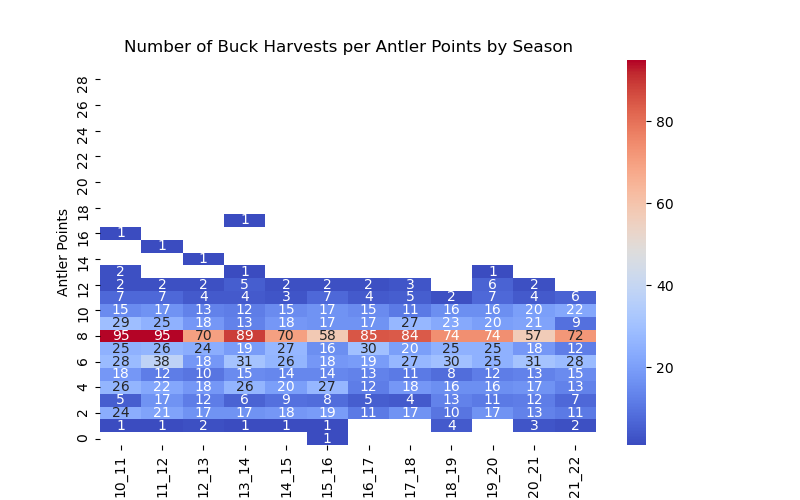 Number of Buck Harvests per Antler Points by Season
Antler Points
28
26
24
22
20
18
1
16 1
1
14 1
2 1 1
12 2 2 2 5 2 2 2 3 6 2
7 7 4 4 3 7 4 5 2 7 4 6
10 15 17 13 12 15 17 15 11 16 16 20 22
29 25 18 13 18 17 17 27 23 20 21 9
8 95 95 70 89 70 58 85 84 74 74 57 72
25 26 24 19 27 16 30 20 25 25 18 12
6 28 38 18 31 26 18 19 27 30 25 31 28
18 12 10 15 14 14 13 11 8 12 13 15
4 26 22 18 26 20 27 12 18 16 16 17 13
5 17 12 6 9 8 5 4 13 11 12 7
2 24 21 17 17 18 19 11 17 10 17 13 11
1 1 2 1 1 1 4 3 2
0 1
10_11 11_12 12_13 13_14 14_15 15_16 16_17 17_18 18_19 19_20 20_21 21_22
80
60
40
20